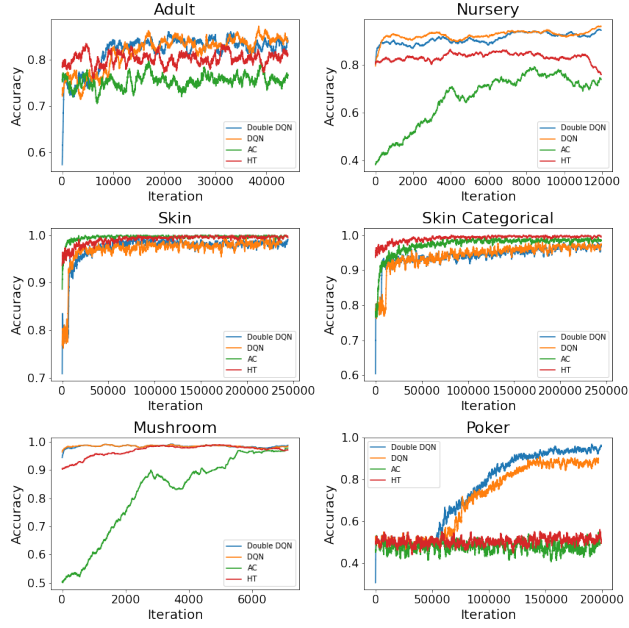 Adult
Accuracy
0.8
0.7
0.6
0 10000 20000 30000 40000
Iteration
Double DQN
DQN
AC
HT
Nursery
Accuracy
1.0
0.8
0.6
0.4
0 2000 4000 6000 8000 10000 12000
Iteration
Double DQN
DQN
AC
HT
Skin
Accuracy
1.0
0.9
0.8
0.7
0 50000 100000 150000 200000 250000
Iteration
Double DQN
DQN
AC
HT
Skin Categorical
Accuracy
1.0
0.9
0.8
0.7
0.6
0 50000 100000 150000 200000 250000
Iteration
Double DQN
DQN
AC
HT
Mushroom
Accuracy
1.0
0.9
0.8
0.7
0.6
0.5
0 2000 4000 6000
Iteration
Double DQN
DQN
AC
HT
Poker
Accuracy
1.0
0.8
0.6
0.4
0 50000 100000 150000 200000
Iteration
Double DQN
DQN
AC
HT